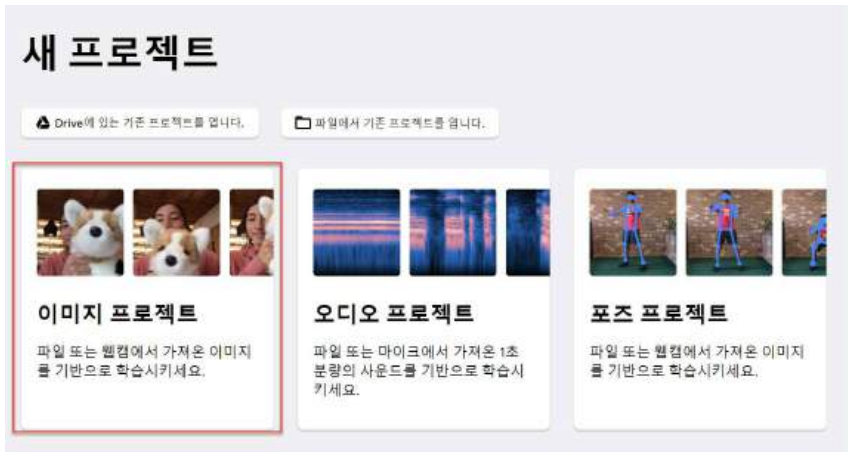 새 프로젝트
Drive에 있는 기존 프로젝트를 엽니다.
파일에서 기존 프로젝트를 엽니다.
이미지 프로젝트
파일 또는 웹캠에서 가져온 이미지
를 기반으로 학습시키세요.
오디오 프로젝트
파일 또는 마이크에서 가져온 1초
분량의 사운드를 기반으로 학습시
키세요.
포즈 프로젝트
파일 또는 웹캠에서 가져온 이미지
를 기반으로 학습시키세요.